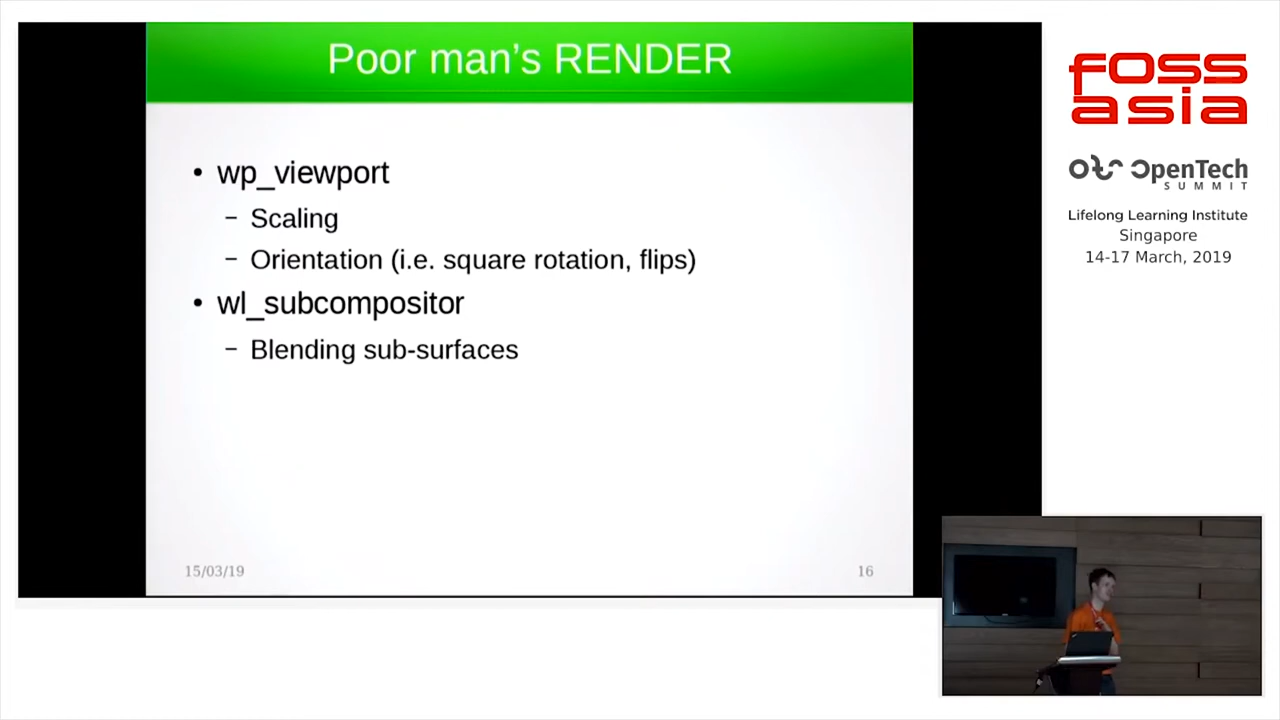 Poor man's RENDER
• wp_viewport
– Scaling
– Orientation (i.e. square rotation, flips)
• wl_subcompositor
– Blending sub-surfaces
15/03/19
16
fOSS
asia
OpenTech
SUMMIT
Lifelong Learning Institute
Singapore
14-17 March, 2019